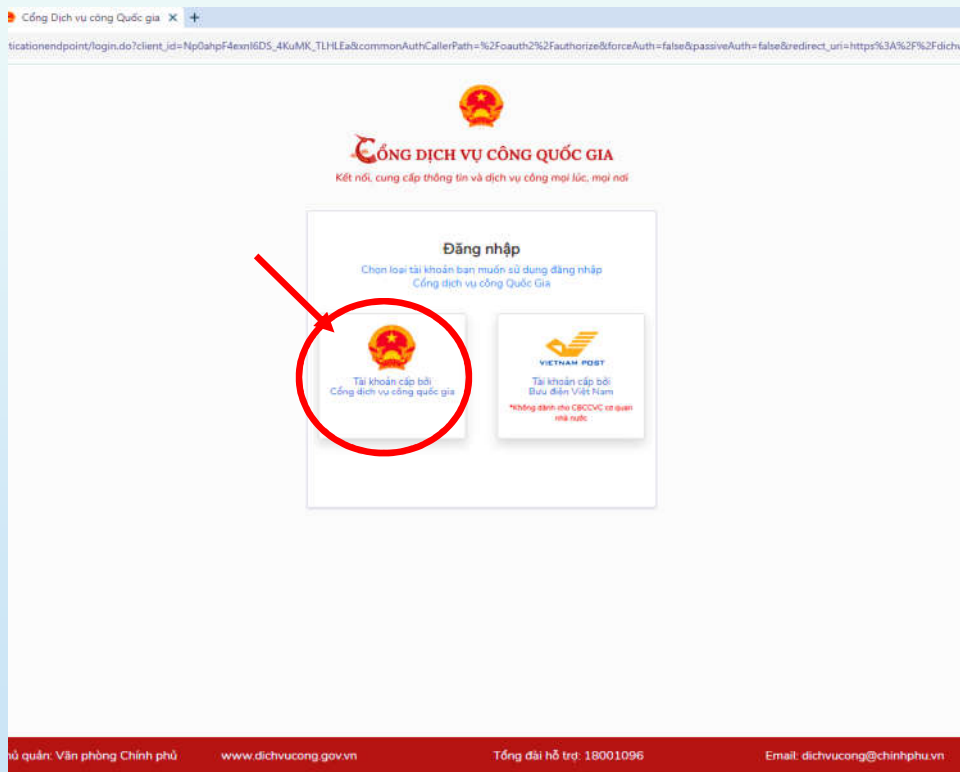 Cổng Dịch vụ công Quốc gia
ticationendpoint/login.do?client_id=Np0ahpF4exnl6DS_4KuMK_TLHLEa&commonAuthCallerPath=%2Foauth2%2Fauthorize&forceAuth=false&passiveAuth=false&redirect_uri=https%3A%2F%2Fdichv
CỔNG DỊCH VỤ CÔNG QUỐC GIA
Kết nối, cung cấp thông tin và dịch vụ công mọi lúc, mọi nơi
Đăng nhập
Chọn loại tài khoản bạn muốn sử dụng đăng nhập
Cổng dịch vụ công Quốc Gia
Tài khoản cấp bởi
Cổng dịch vụ công quốc gia
VIETNAM POST
Tài khoản cấp bởi
Bưu điện Việt Nam
*Không dành cho CBCCVC cơ quan
nhà nước
hủ quản: Văn phòng Chính phủ
www.dichvucong.gov.vn
Tổng đài hỗ trợ: 18001096
Email: dichvucong@chinhphu.vn